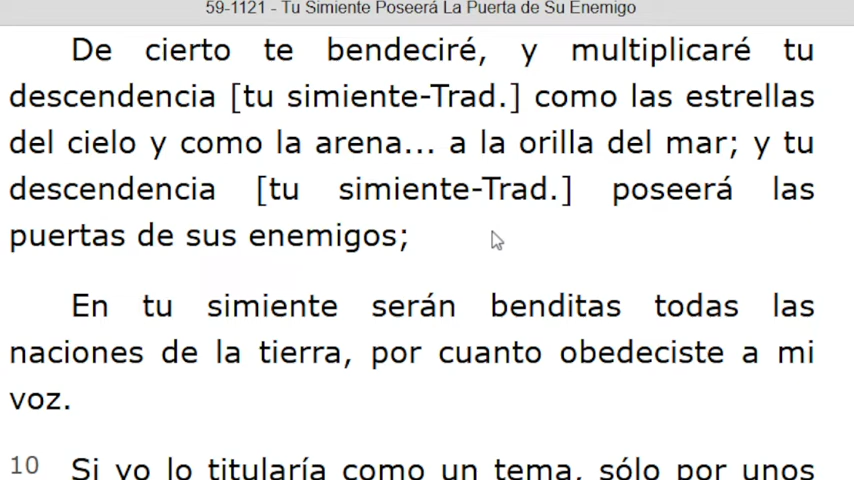 59-1121 - Tu Simiente Poseerá La Puerta de Su Enemigo
De cierto te bendeciré, y multiplicaré tu
descendencia [tu simiente-Trad.] como las estrellas
del cielo y como la arena... a la orilla del mar; y tu
descendencia [tu simiente-Trad.] poseerá las
puertas de sus enemigos;
En tu simiente serán benditas todas las
naciones de la tierra, por cuanto obedeciste a mi
voz.
10 Si yo lo titularía como un tema, sólo por unos